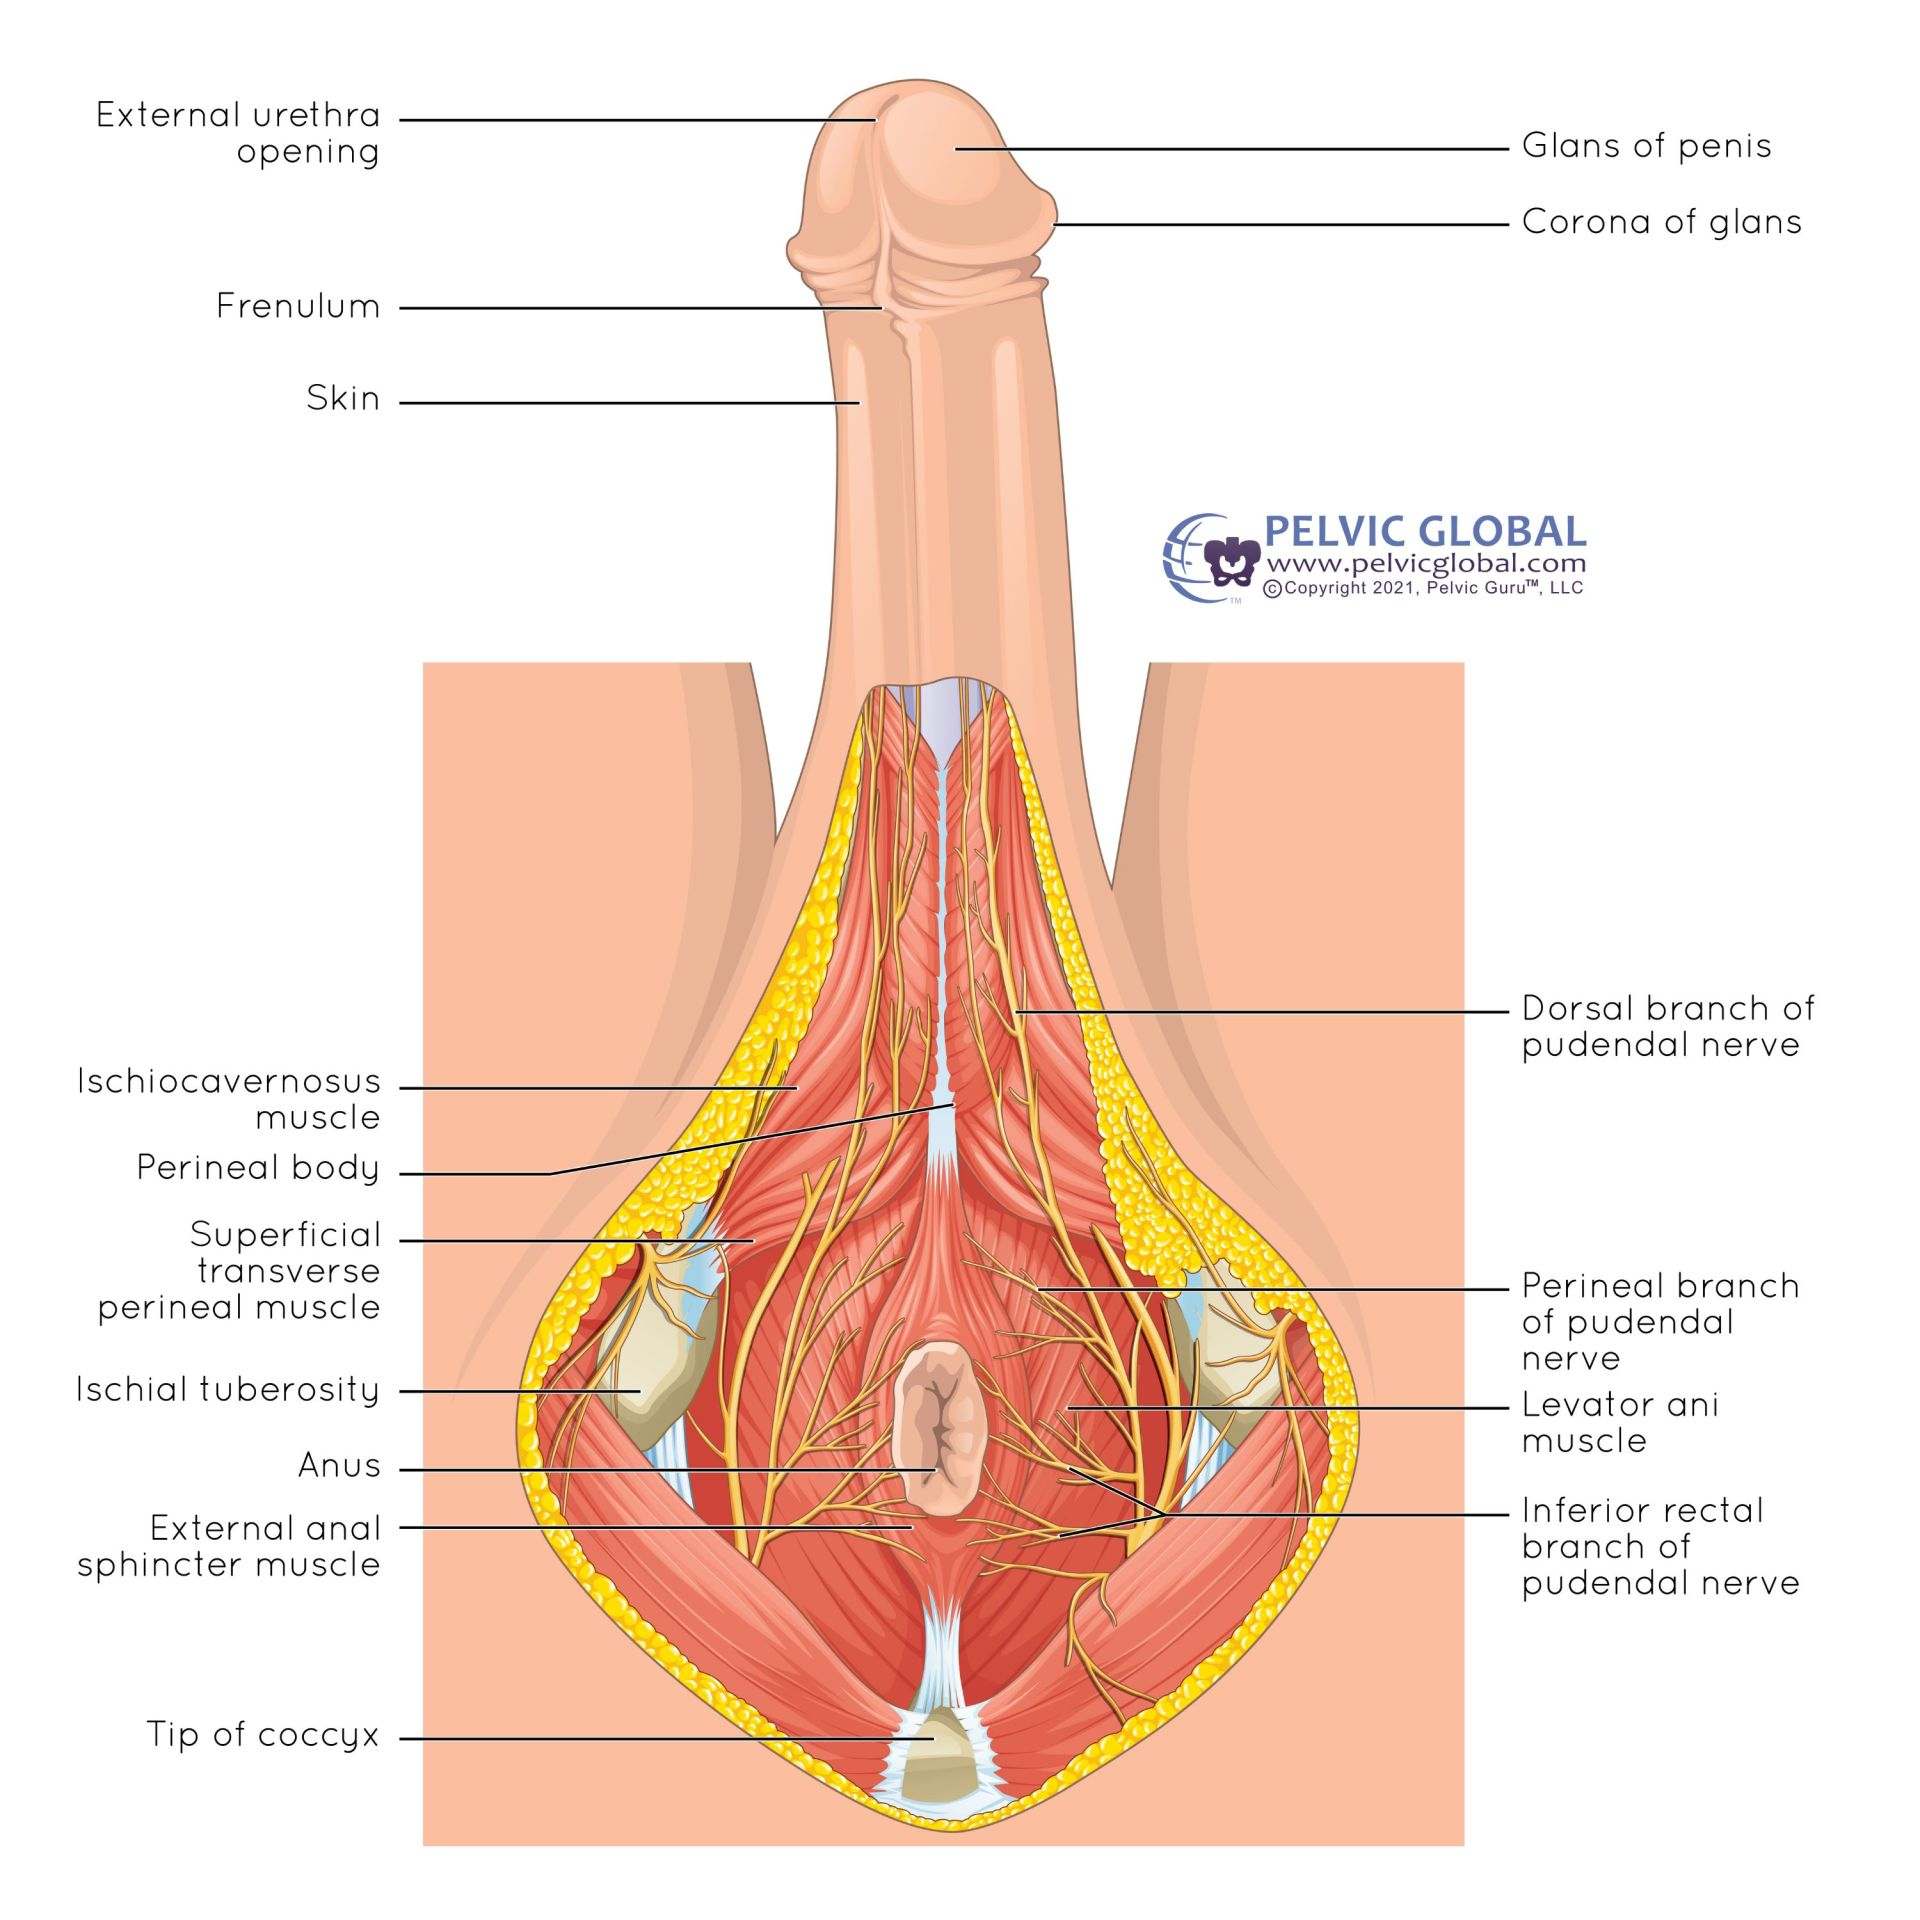 External urethra
opening
Frenulum
Skin
Glans of penis
Corona of glans
PELVIC GLOBAL
www.pelvicglobal.com
©Copyright 2021, Pelvic Guru™, LLC
TM
Ischiocavernosus
muscle
Perineal body
Superficial
transverse
perineal muscle
Ischial tuberosity
Anus
External anal
sphincter muscle
Tip of coccyx
Dorsal branch of
pudendal nerve
Perineal branch
of pudendal
nerve
Levator ani
muscle
Inferior rectal
branch of
pudendal nerve